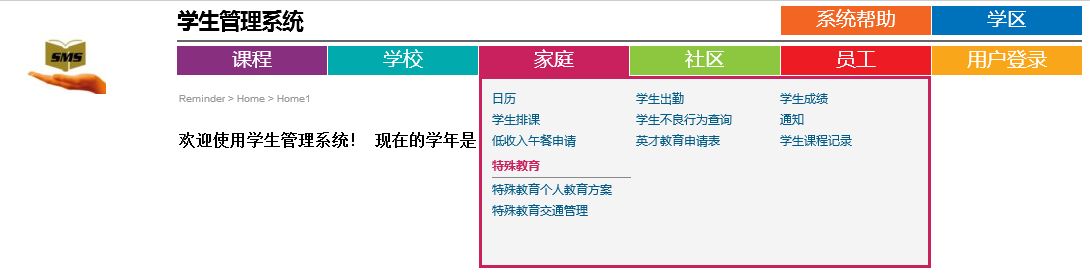 学生管理系统
系统帮助 学区
SMS
课程 学校 家庭 社区 员工 用户登录
Reminder > Home > Home1
欢迎使用学生管理系统！ 现在的学年是
日历 学生出勤 学生成绩
学生排课 学生不良行为查询 通知
低收入午餐申请 英才教育申请表 学生课程记录
特殊教育
特殊教育个人教育方案
特殊教育交通管理